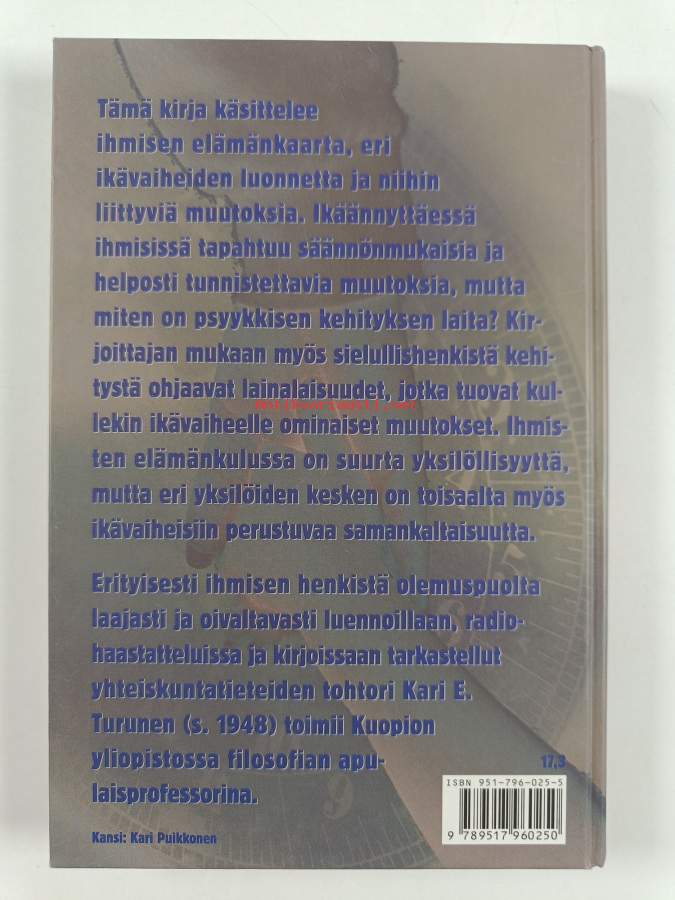 Tämä kirja käsittelee
ihmisen elämänkaarta, eri
ikävaiheiden luonnetta ja niihin
liittyviä muutoksia. Ikäännyttäessä
ihmisissä tapahtuu säännönmukaisia ja
helposti tunnistettavia muutoksia, mutta
miten on psyykkisen kehityksen laita? Kir-
joittajan mukaan myös sielullishenkistä kehi-
tystä ohjaavat lainalaisuudet, jotka tuovat kul-
lekin ikävaiheelle ominaiset muutokset. Ihmis-
ten elämänkulussa on suurta yksilöllisyyttä,
mutta eri yksilöiden kesken on toisaalta myös
ikävaiheisiin perustuvaa samankaltaisuutta.
Erityisesti ihmisen henkistä olemuspuolta
laajasti ja oivaltavasti luennoillaan, radio-
haastatteluissa ja kirjoissaan tarkastellut
yhteiskuntatieteiden tohtori Kari E.
Turunen (s. 1948) toimii Kuopion
yliopistossa filosofian apu-
laisprofessorina.
17,3
ISBN 951-796-025-5
9 789517 960250
Kansi: Kari Puikkonen